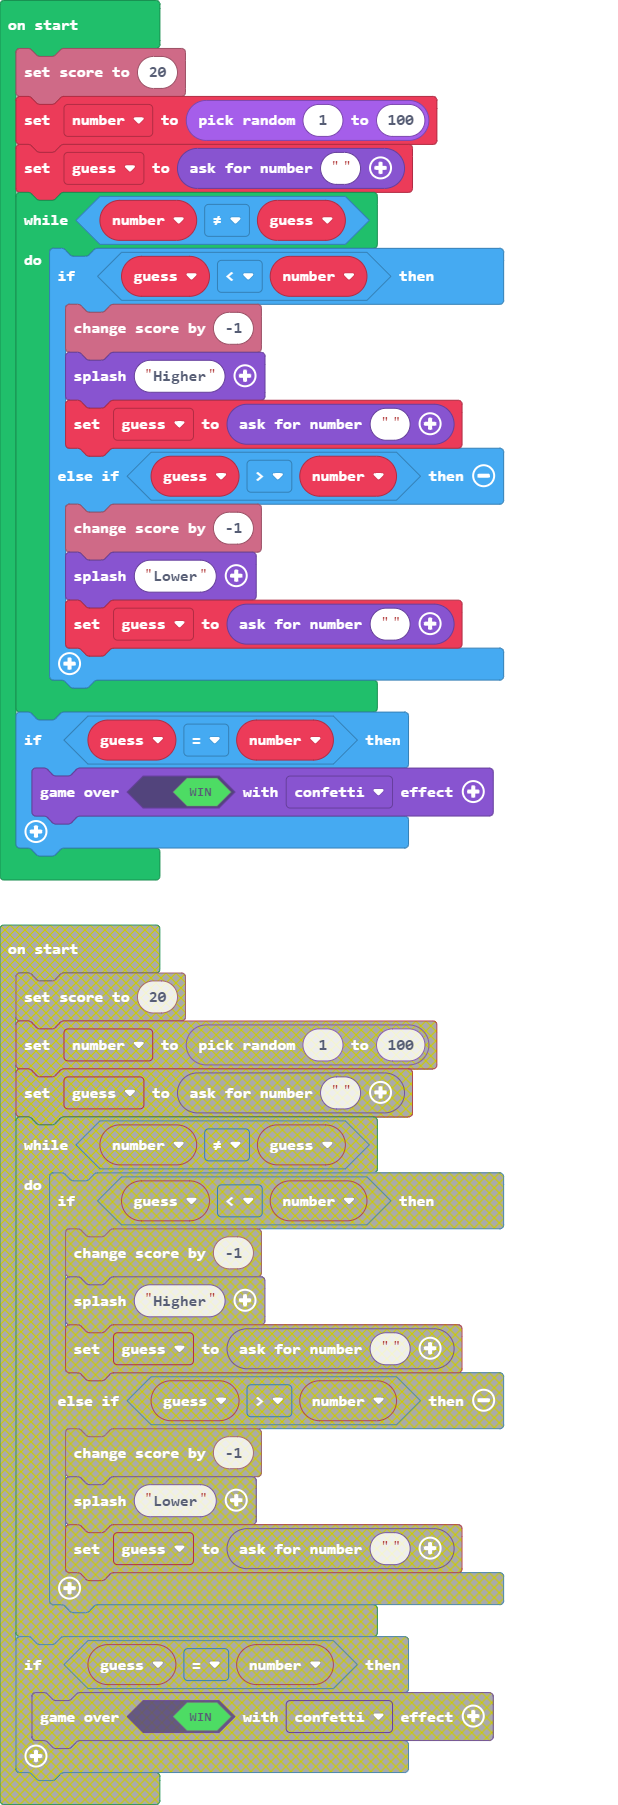 on start
set score to 20
set number to pick random 1 to 100
set guess to ask for number " "
while number ≠ guess
do
if guess < number then
change score by -1
splash "Higher"
set guess to ask for number " "
else if guess > number then
change score by -1
splash "Lower"
set guess to ask for number " "
if guess = number then
game over WIN with confetti effect
on start
set score to 20
set number to pick random 1 to 100
set guess to ask for number " "
while number ≠ guess
do
if guess < number then
change score by -1
splash "Higher"
set guess to ask for number " "
else if guess > number then
change score by -1
splash "Lower"
set guess to ask for number " "
if guess = number then
game over WIN with confetti effect